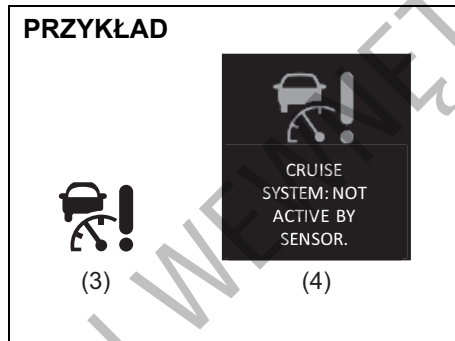 PRZYKŁAD
CRUISE
SYSTEM: NOT
ACTIVE BY
SENSOR.
(3)
(4)